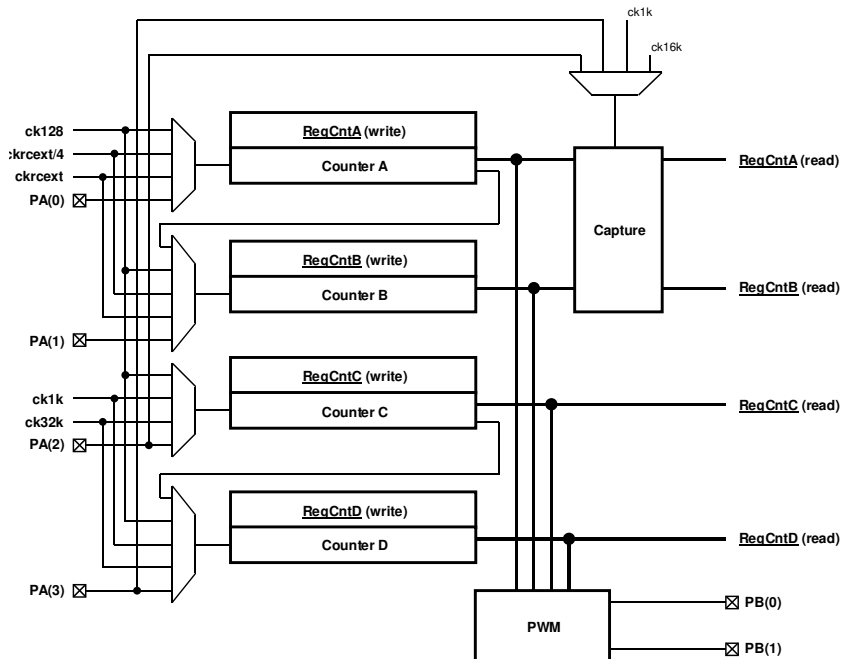 ck1k
ck16k
ck128
ckrcext/4
ckrcext
PA(0)
RegCntA (write)
Counter A
RegCntA (read)
Capture
RegCntB (write)
Counter B
RegCntB (read)
PA(1)
RegCntC (write)
Counter C
RegCntC (read)
ck1k
ck32k
PA(2)
RegCntD (write)
Counter D
RegCntD (read)
PA(3)
PWM
PB(0)
PB(1)